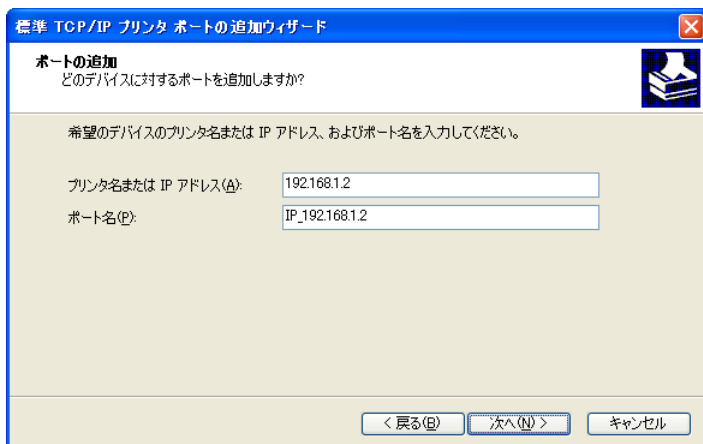 標準 TCP/IP プリンタ ポートの追加ウィザード
ポートの追加
どのデバイスに対するポートを追加しますか?
希望のデバイスのプリンタ名または IP アドレス、およびポート名を入力してください。
プリンタ名または IP アドレス(A): 192.168.1.2
ポート名(P): IP_192.168.1.2
< 戻る(B) 次へ(N) > キャンセル